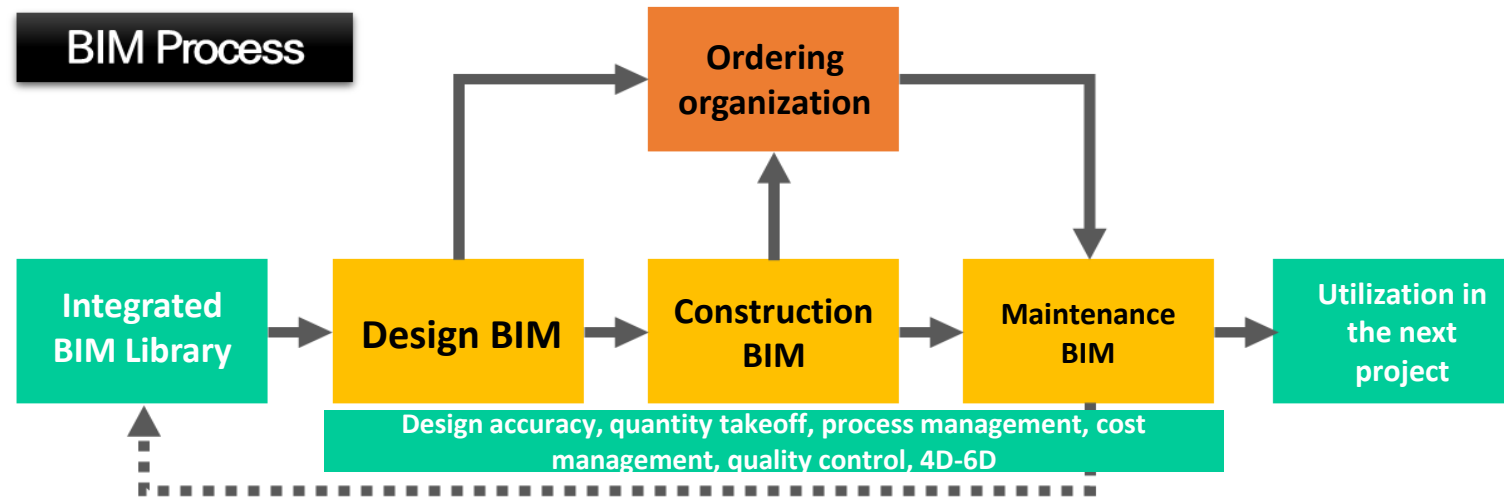 BIM Process
Ordering
organization
Integrated
BIM Library
Design BIM
Construction
BIM
Maintenance
BIM
Utilization in
the next
project
Design accuracy, quantity takeoff, process management, cost
management, quality control, 4D-6D